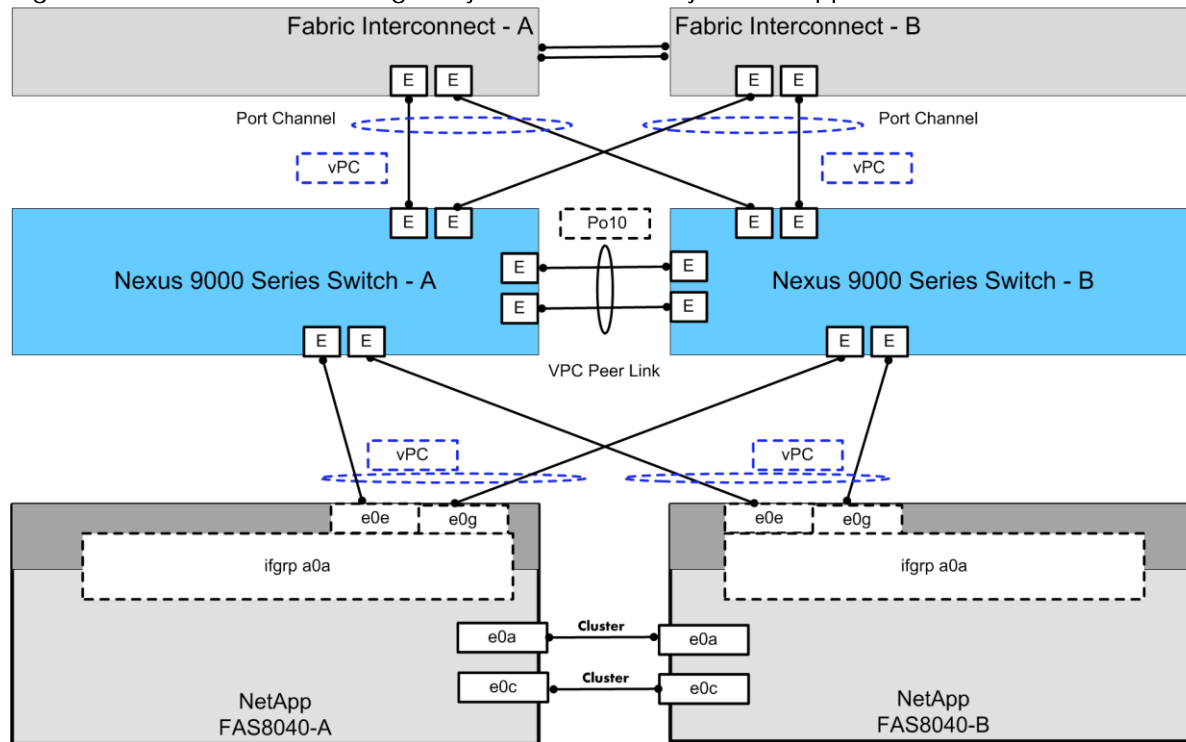 Fabric Interconnect - A
Fabric Interconnect - B
E E
E E
Port Channel
Port Channel
vPC
vPC
E E
E E
Po10
Nexus 9000 Series Switch - A
E
E
E
E
Nexus 9000 Series Switch - B
E E
E E
VPC Peer Link
vPC
vPC
e0e e0g
e0e e0g
ifgrp a0a
ifgrp a0a
e0a
Cluster
e0a
e0c
Cluster
e0c
NetApp
FAS8040-A
NetApp
FAS8040-B